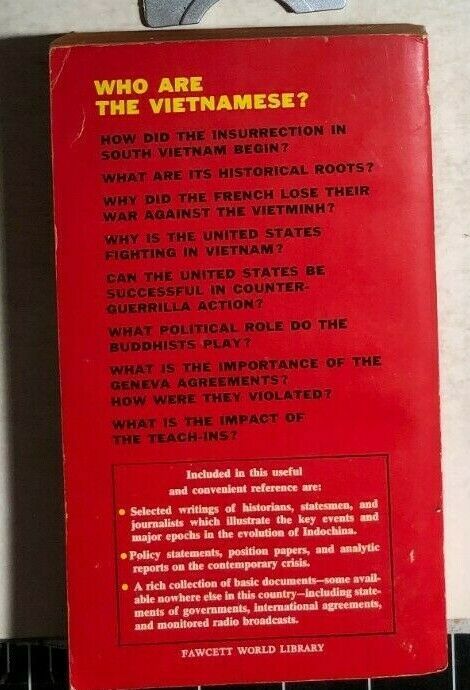 WHO ARE
THE VIETNAMESE?
HOW DID THE INSURRECTION IN
SOUTH VIETNAM BEGIN?
WHAT ARE ITS HISTORICAL ROOTS?
WHY DID THE FRENCH LOSE THEIR
WAR AGAINST THE VIETMINH?
WHY IS THE UNITED STATES
FIGHTING IN VIETNAM?
CAN THE UNITED STATES BE
SUCCESSFUL IN COUNTER-
GUERRILLA ACTION?
WHAT POLITICAL ROLE DO THE
BUDDHISTS PLAY?
WHAT IS THE IMPORTANCE OF THE
GENEVA AGREEMENTS?
HOW WERE THEY VIOLATED?
WHAT IS THE IMPACT OF
THE TEACH-INS?
Included in this useful
and convenient reference are:
• Selected writings of historians, statesmen, and
journalists which illustrate the key events and
major epochs in the evolution of Indochina.
• Policy statements, position papers, and analytic
reports on the contemporary crisis.
• A rich collection of basic documents—some avail-
able nowhere else in this country—including state-
ments of governments, international agreements,
and monitored radio broadcasts.
FAWCETT WORLD LIBRARY